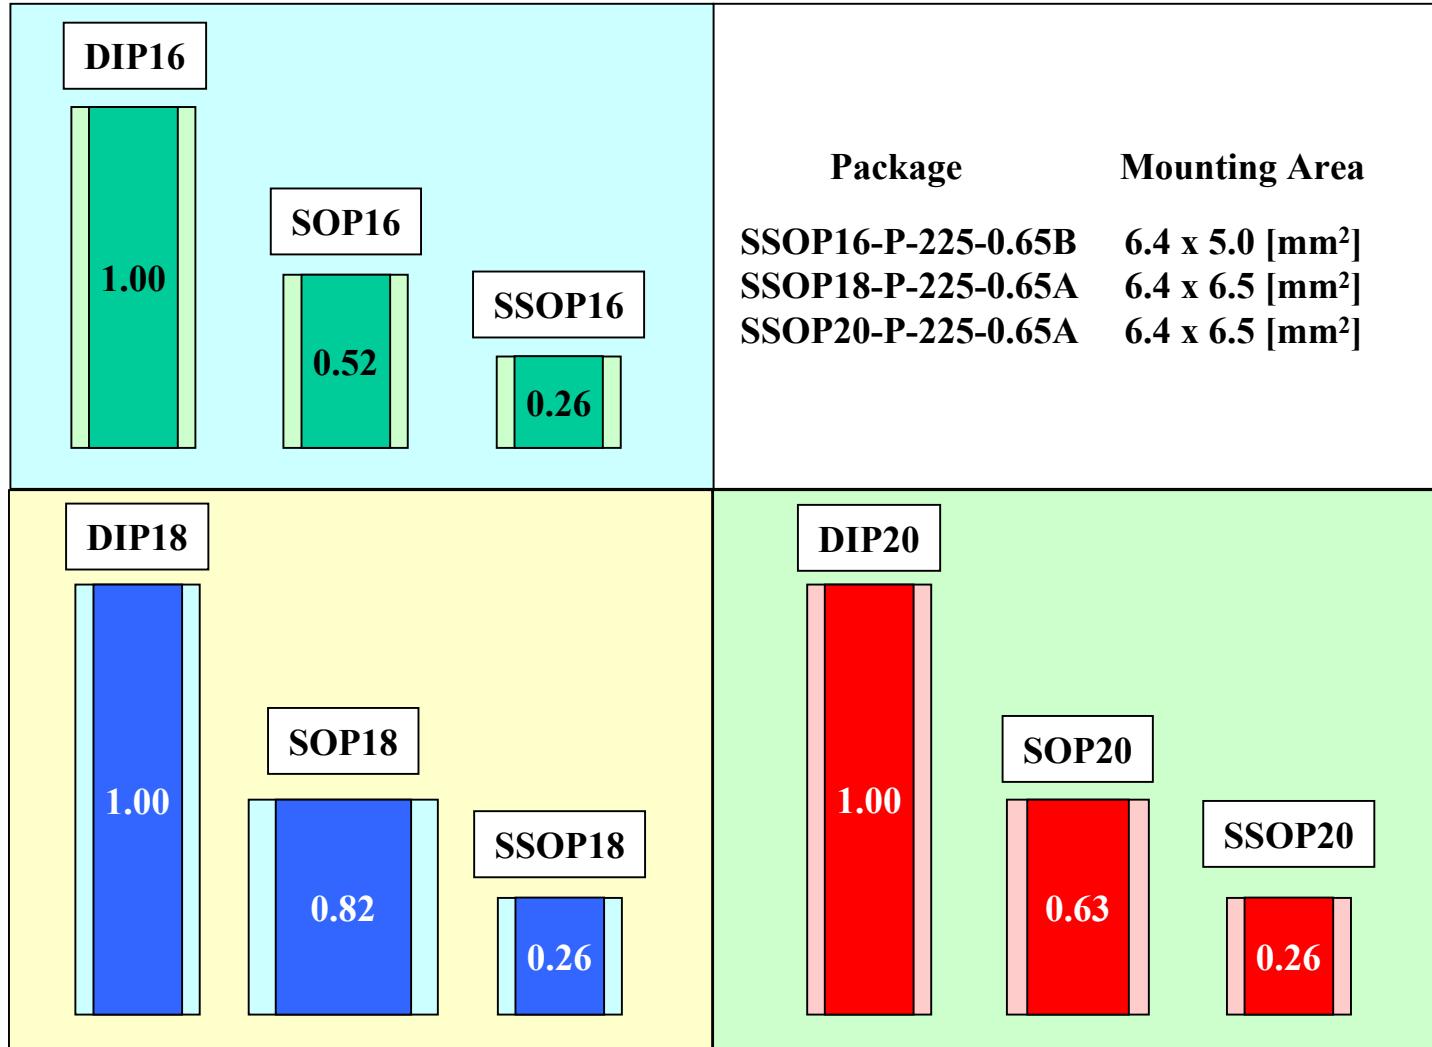 DIP16
1.00
SOP16
0.52
SSOP16
0.26
Package Mounting Area
SSOP16-P-225-0.65B 6.4 x 5.0 [mm²]
SSOP18-P-225-0.65A 6.4 x 6.5 [mm²]
SSOP20-P-225-0.65A 6.4 x 6.5 [mm²]
DIP18
1.00
SOP18
0.82
SSOP18
0.26
DIP20
1.00
SOP20
0.63
SSOP20
0.26